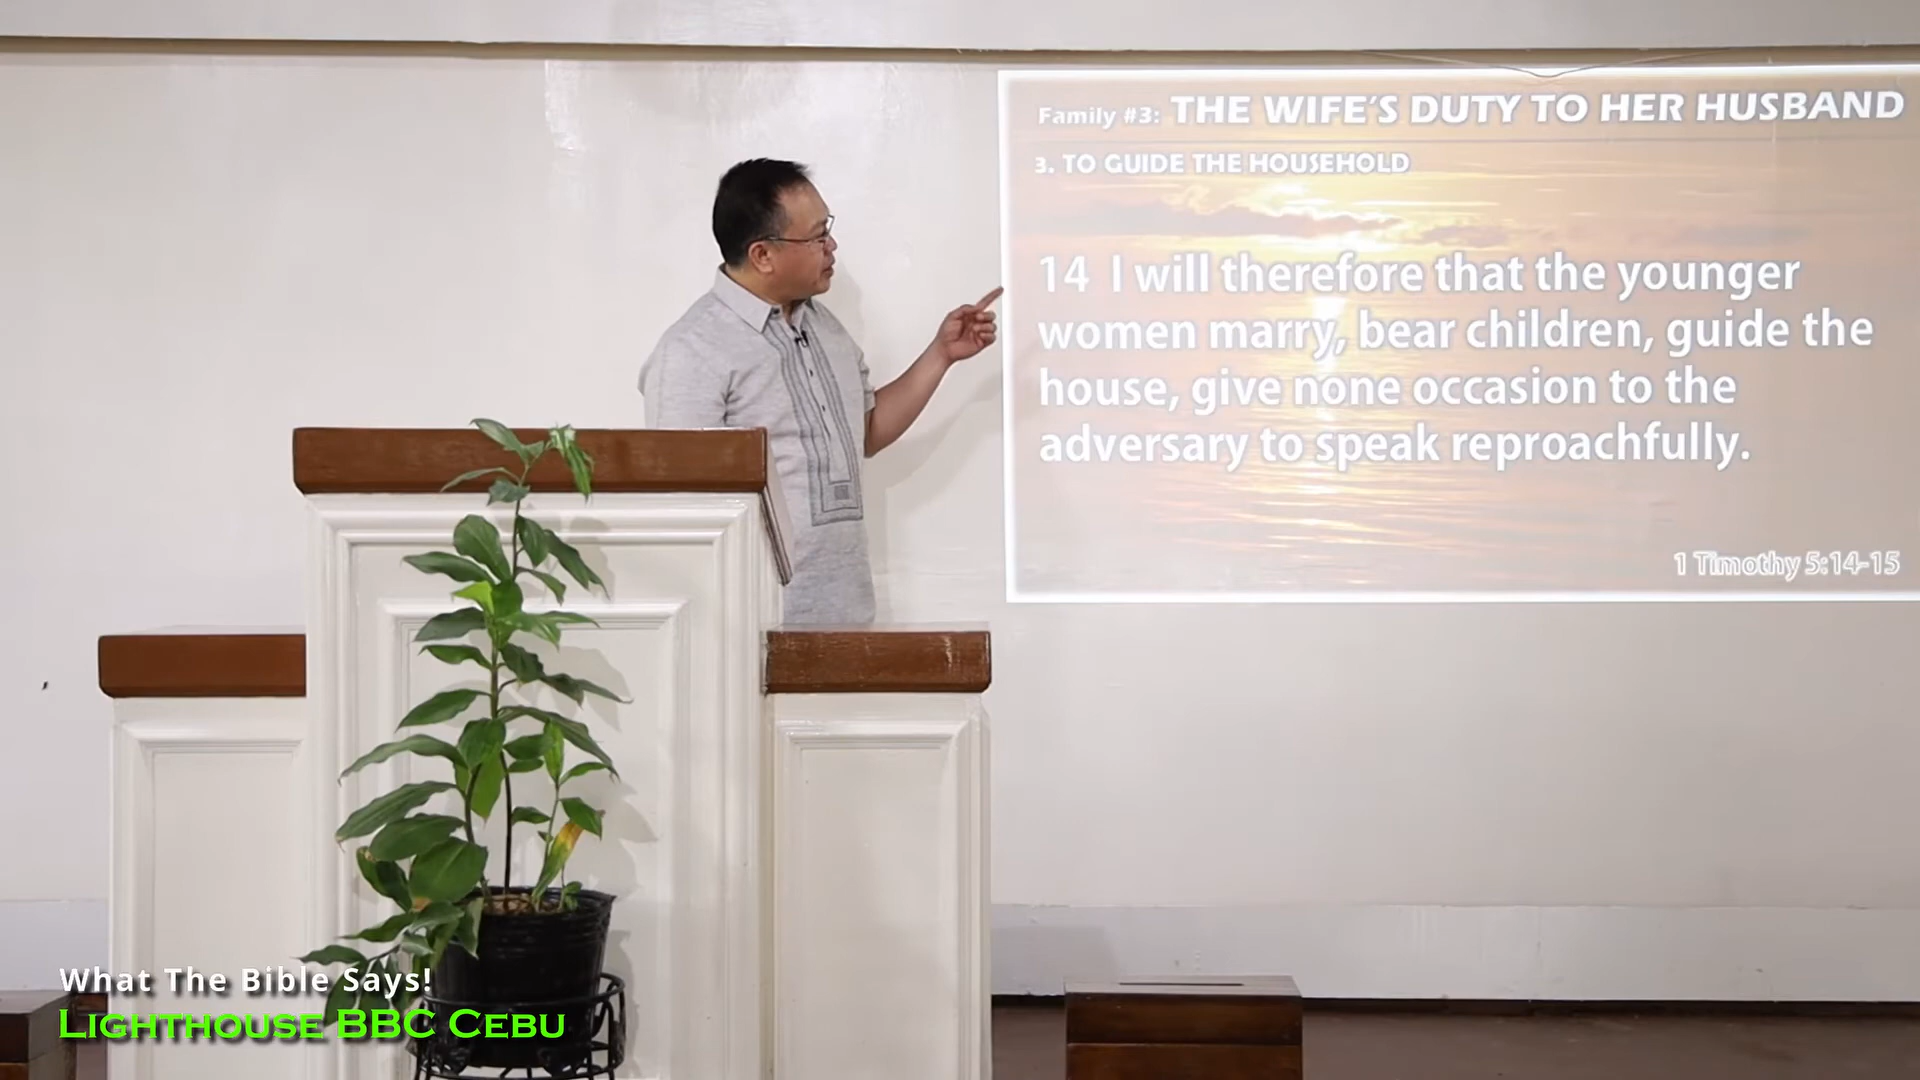 Family #3: THE WIFE'S DUTY TO HER HUSBAND
3. TO GUIDE THE HOUSEHOLD
14 I will therefore that the younger
women marry, bear children, guide the
house, give none occasion to the
adversary to speak reproachfully.
1 Timothy 5:14-15
What The Bible Says!
LIGHTHOUSE BBC CEBU